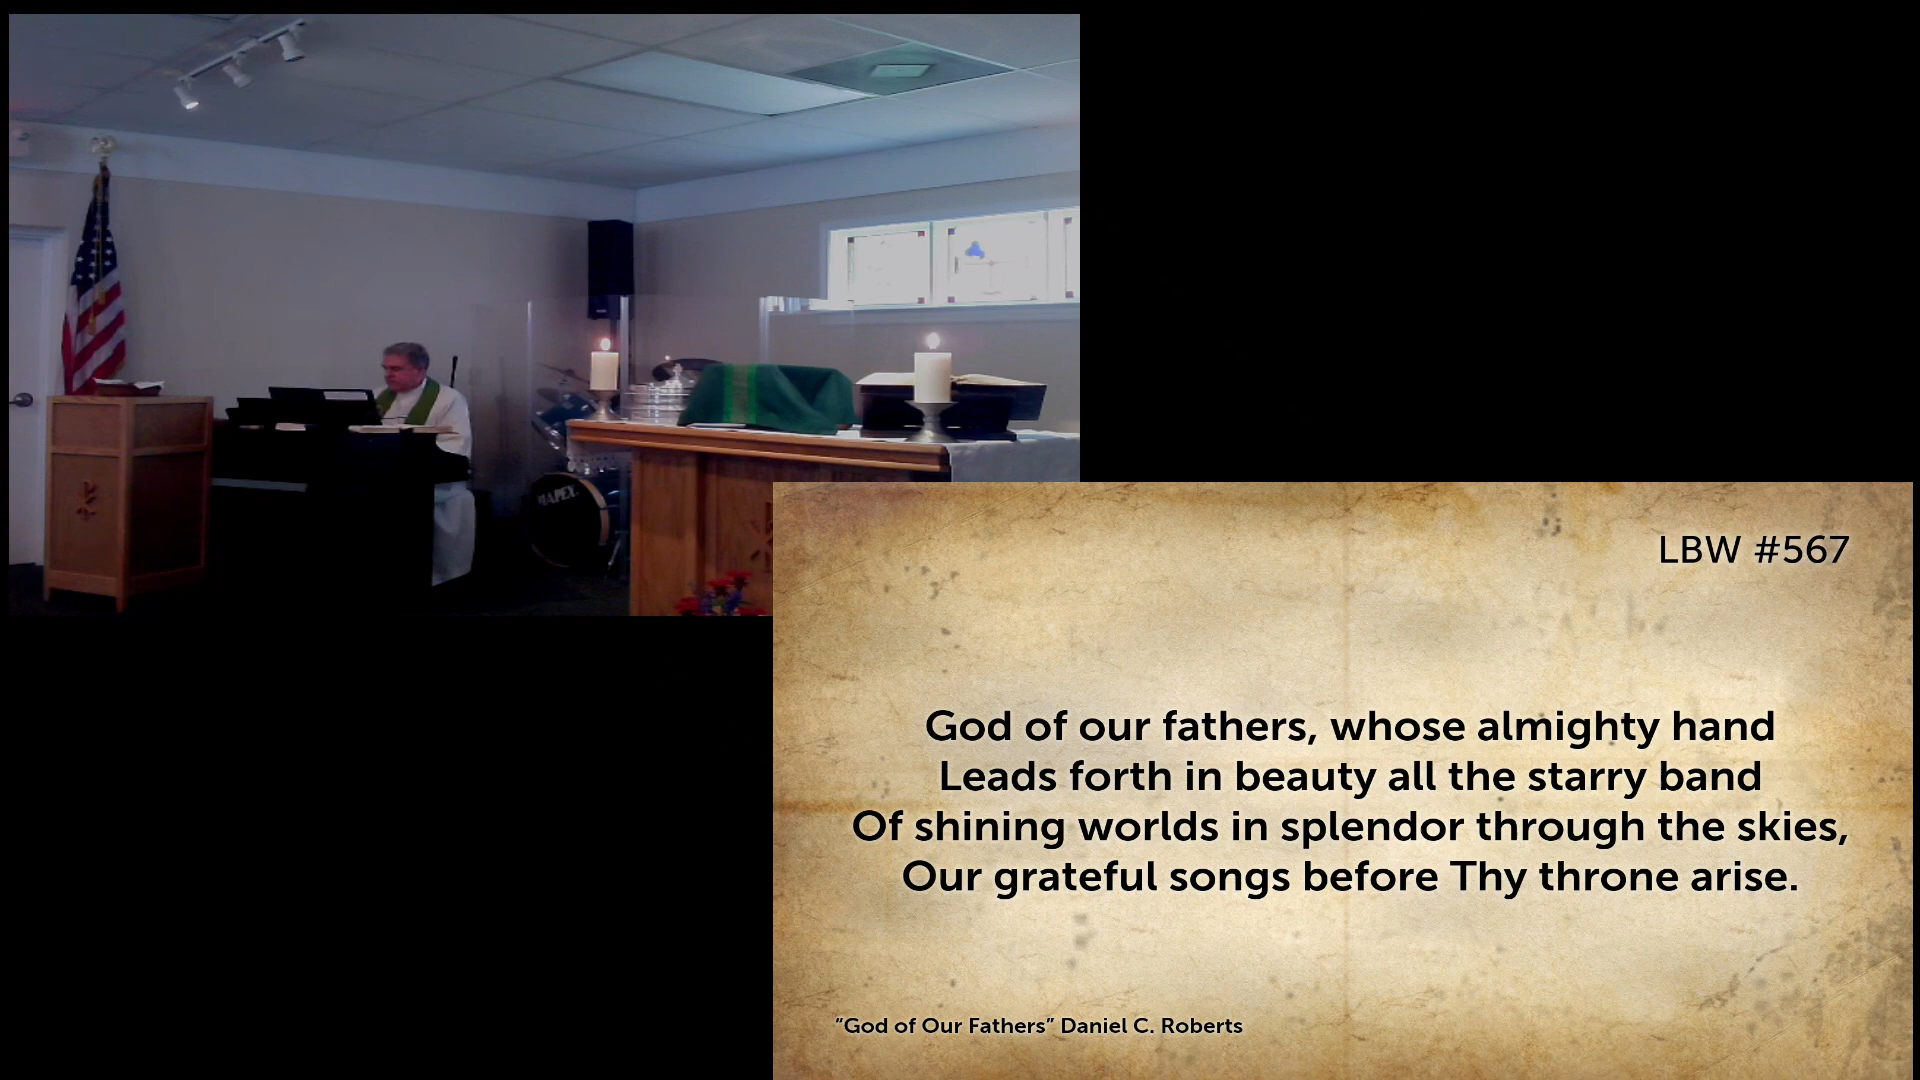 MAPEX
LBW #567
God of our fathers, whose almighty hand
Leads forth in beauty all the starry band
Of shining worlds in splendor through the skies,
Our grateful songs before Thy throne arise.
“God of Our Fathers” Daniel C. Roberts